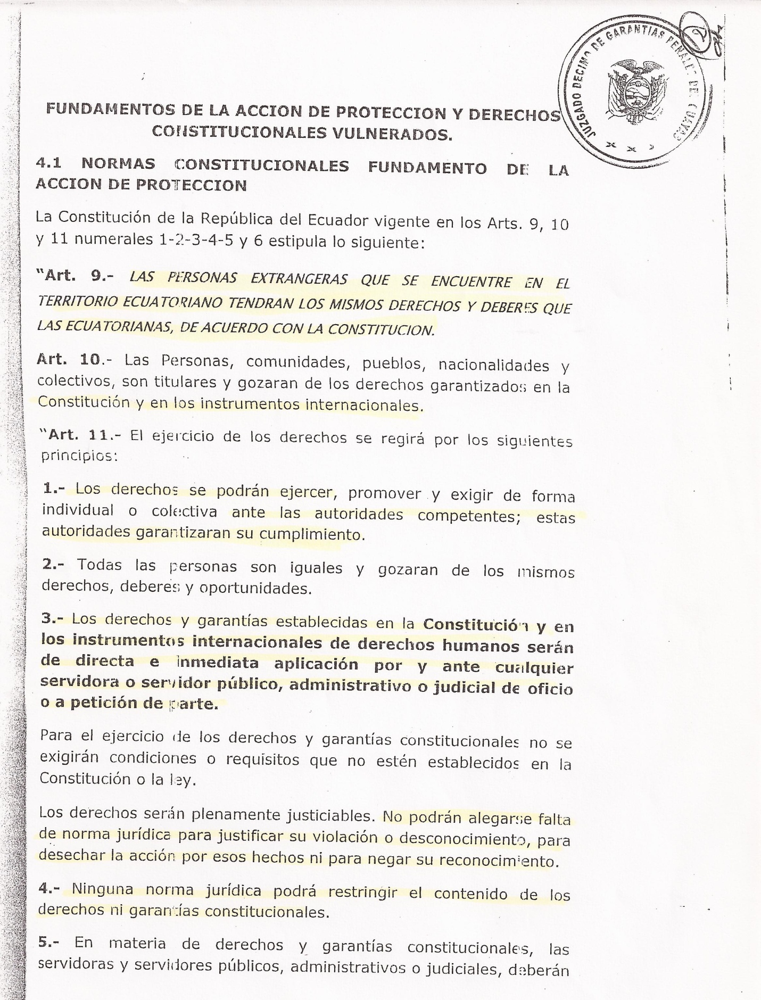 JUZGADO DECIMO DE GARANTIAS PENALES DE GUAYAS
FUNDAMENTOS DE LA ACCION DE PROTECCION Y DERECHOS
CONSTITUCIONALES VULNERADOS.
4.1 NORMAS CONSTITUCIONALES FUNDAMENTO DE LA
ACCION DE PROTECCION
La Constitución de la República del Ecuador vigente en los Arts. 9, 10
y 11 numerales 1-2-3-4-5 y 6 estipula lo siguiente:
"Art. 9.- LAS PERSONAS EXTRANGERAS QUE SE ENCUENTRE EN EL
TERRITORIO ECUATORIANO TENDRAN LOS MISMOS DERECHOS Y DEBERES QUE
LAS ECUATORIANAS, DE ACUERDO CON LA CONSTITUCION.
Art. 10.- Las Personas, comunidades, pueblos, nacionalidades y
colectivos, son titulares y gozaran de los derechos garantizados en la
Constitución y en los instrumentos internacionales.
"Art. 11.- El ejercicio de los derechos se regirá por los siguientes
principios:
1.- Los derechos se podrán ejercer, promover y exigir de forma
individual o colectiva ante las autoridades competentes; estas
autoridades garantizaran su cumplimiento.
2.- Todas las personas son iguales y gozaran de los mismos
derechos, deberes y oportunidades.
3.- Los derechos y garantías establecidas en la Constitución y en
los instrumentos internacionales de derechos humanos serán
de directa e inmediata aplicación por y ante cualquier
servidora o servidor público, administrativo o judicial de oficio
o a petición de parte.
Para el ejercicio de los derechos y garantías constitucionales no se
exigirán condiciones o requisitos que no estén establecidos en la
Constitución o la ley.
Los derechos serán plenamente justiciables. No podrán alegarse falta
de norma jurídica para justificar su violación o desconocimiento, para
desechar la acción por esos hechos ni para negar su reconocimiento.
4.- Ninguna norma jurídica podrá restringir el contenido de los
derechos ni garantías constitucionales.
5.- En materia de derechos y garantías constitucionales, las
servidoras y servidores públicos, administrativos o judiciales, deberán